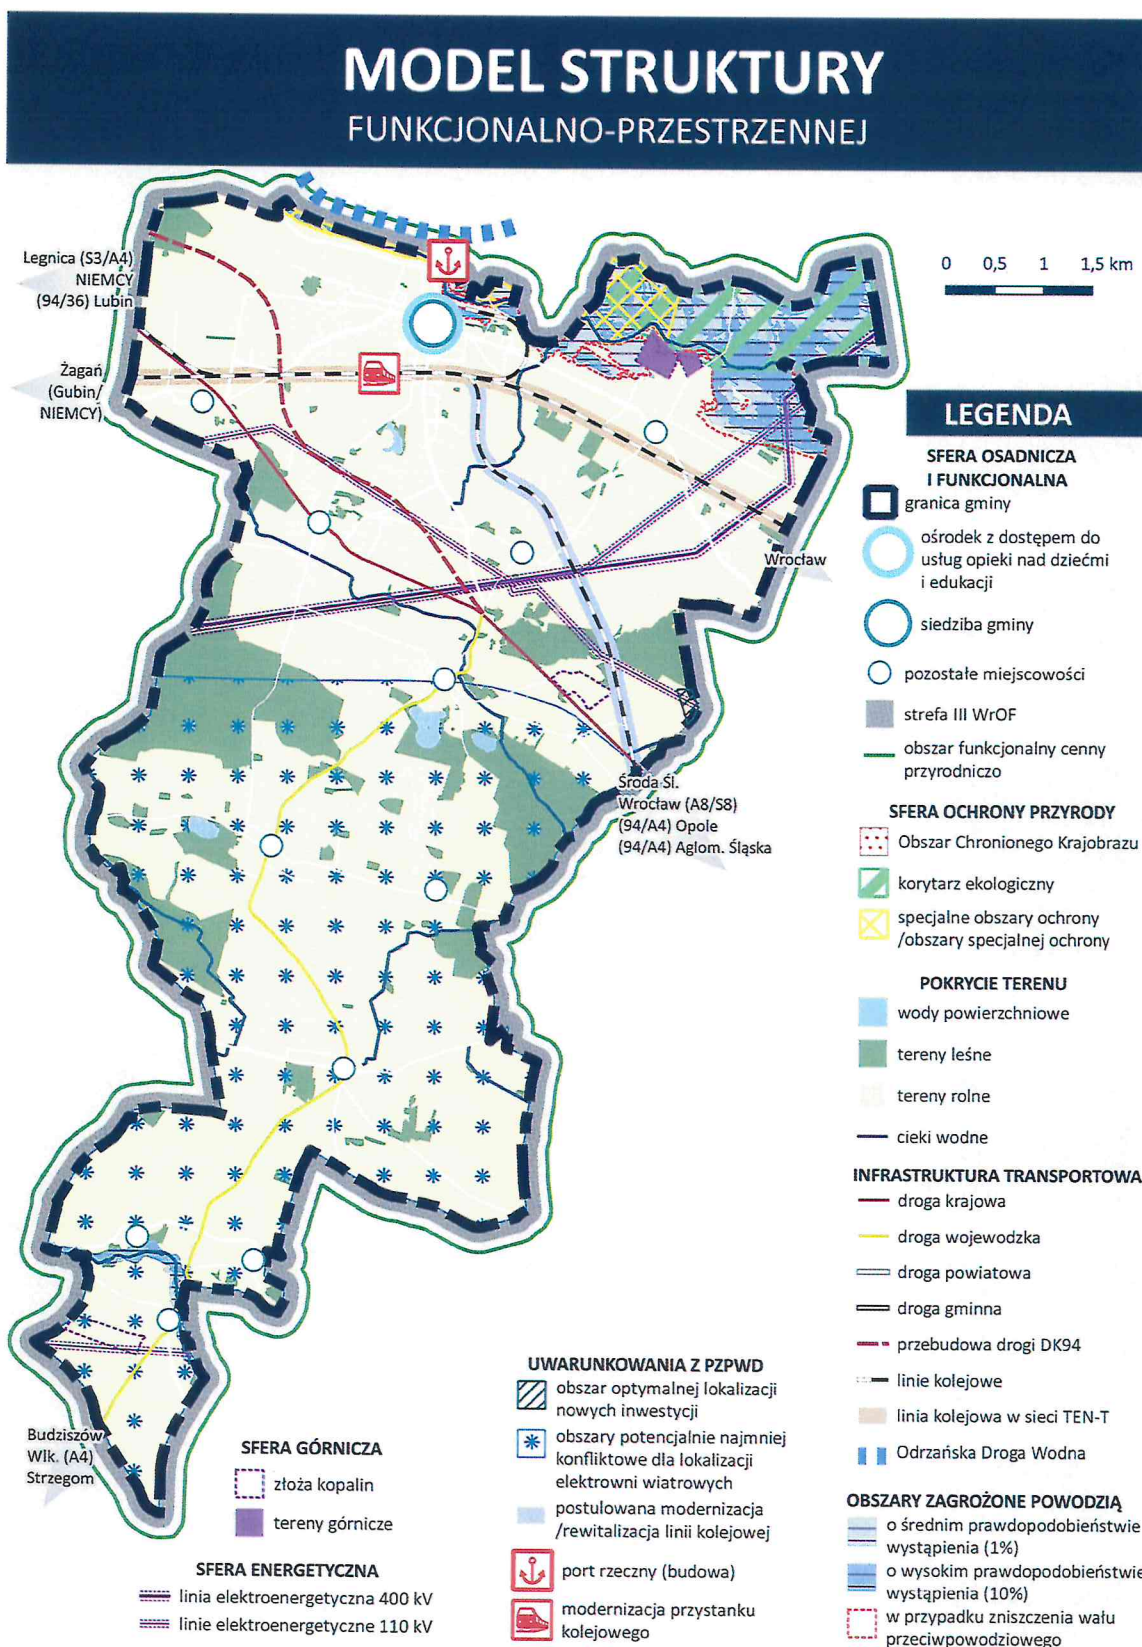 MODEL STRUKTURY
FUNKCJONALNO-PRZESTRZENNEJ
Legnica (S3/A4)
NIEMCY
(94/36) Lubin
Żagań
(Gubin/
NIEMCY)
0 0,5 1 1,5 km
Wrocław
Środa Śl.
Wrocław (A8/S8)
(94/A4) Opole
(94/A4) Aglom. Śląska
Budziszów
Wlk. (A4)
Strzegom
LEGENDA
SFERA OSADNICZA
I FUNKCJONALNA
granica gminy
ośrodek z dostępem do
usług opieki nad dziećmi
i edukacji
siedziba gminy
pozostałe miejscowości
strefa III WrOF
obszar funkcjonalny cenny
przyrodniczo
SFERA OCHRONY PRZYRODY
Obszar Chronionego Krajobrazu
korytarz ekologiczny
specjalne obszary ochrony
/obszary specjalnej ochrony
POKRYCIE TERENU
wody powierzchniowe
tereny leśne
tereny rolne
cieki wodne
INFRASTRUKTURA TRANSPORTOWA
droga krajowa
droga wojewodzka
droga powiatowa
droga gminna
przebudowa drogi DK94
linie kolejowe
linia kolejowa w sieci TEN-T
Odrzańska Droga Wodna
OBSZARY ZAGROŻONE POWODZIĄ
o średnim prawdopodobieństwie
wystąpienia (1%)
o wysokim prawdopodobieństwie
wystąpienia (10%)
w przypadku zniszczenia wału
przeciwpowodziowego
UWARUNKOWANIA Z PZPWD
obszar optymalnej lokalizacji
nowych inwestycji
obszary potencjalnie najmniej
konfliktowe dla lokalizacji
elektrowni wiatrowych
postulowana modernizacja
/rewitalizacja linii kolejowej
port rzeczny (budowa)
modernizacja przystanku
kolejowego
SFERA GÓRNICZA
złoża kopalin
tereny górnicze
SFERA ENERGETYCZNA
linia elektroenergetyczna 400 kV
linie elektroenergetyczne 110 kV